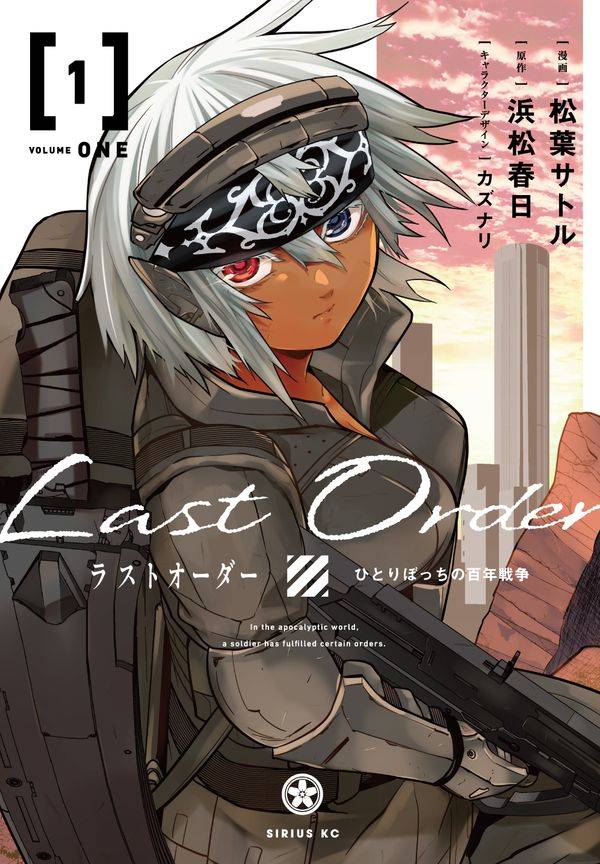 [1]
VOLUME ONE
[漫画] 松葉サトル
[原作] 浜松春日
[キャラクターデザイン] カズナリ
Last Order
ラストオーダー
ひとりぼっちの百年戦争
In the apocalyptic world,
a soldier has fulfilled certain orders.
SIRIUS KC